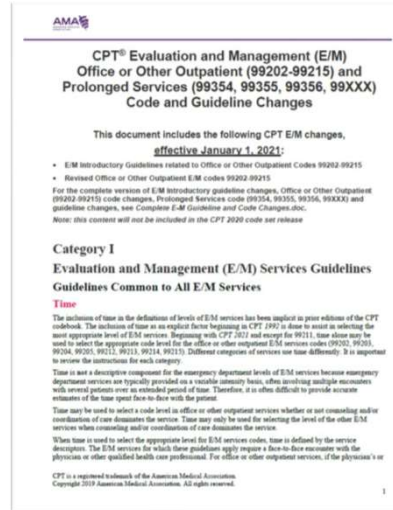 AMA
CPT® Evaluation and Management (E/M)
Office or Other Outpatient (99202-99215) and
Prolonged Services (99354, 99355, 99356, 99XXX)
Code and Guideline Changes
This document includes the following CPT E/M changes,
effective January 1, 2021:
• E/M Introductory Guidelines related to Office or Other Outpatient Codes 99202-99215
• Revised Office or Other Outpatient E/M codes 99202-99215
For the complete version of E/M Introductory guideline changes, Office or Other Outpatient
(99202-99215) code changes, Prolonged Services code (99354, 99355, 99356, 99XXX) and
guideline changes, see Complete E-M Guideline and Code Changes.doc.
Note: this content will not be included in the CPT 2020 code set release
Category I
Evaluation and Management (E/M) Services Guidelines
Guidelines Common to All E/M Services
Time
The inclusion of time in the definitions of levels of E/M services has been implicit in prior editions of the CPT
codebook. The inclusion of time as an explicit factor beginning in CPT 1992 is done to assist in selecting the
most appropriate level of E/M services. Beginning with CPT 2021 and except for 99211, time alone may be
used to select the appropriate code level for the office or other outpatient E/M services codes (99202, 99203,
99204, 99205, 99212, 99213, 99214, 99215). Different categories of services use time differently. It is important
to review the instructions for each category.
Time is not a descriptive component for the emergency department levels of E/M services because emergency
department services are typically provided on a variable intensity basis, often involving multiple encounters
with several patients over an extended period of time. Therefore, it is often difficult to provide accurate
estimates of the time spent face-to-face with the patient.
Time may be used to select a code level in office or other outpatient services whether or not counseling and/or
coordination of care dominates the service. Time may only be used for selecting the level of the other E/M
services when counseling and/or coordination of care dominates the service.
When time is used to select the appropriate level for E/M services codes, time is defined by the service
descriptors. The E/M services for which these guidelines apply require a face-to-face encounter with the
physician or other qualified health care professional. For office or other outpatient services, if the physician's or
CPT is a registered trademark of the American Medical Association.
Copyright 2019 American Medical Association. All rights reserved.
1